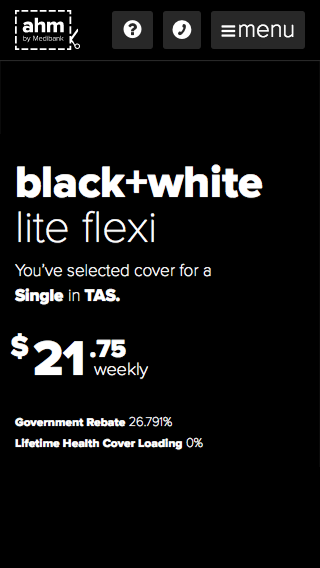 ahm
by Medibank
?
menu
black+white
lite flexi
You've selected cover for a
Single in TAS.
$21.75
weekly
Government Rebate 26.791%
Lifetime Health Cover Loading 0%